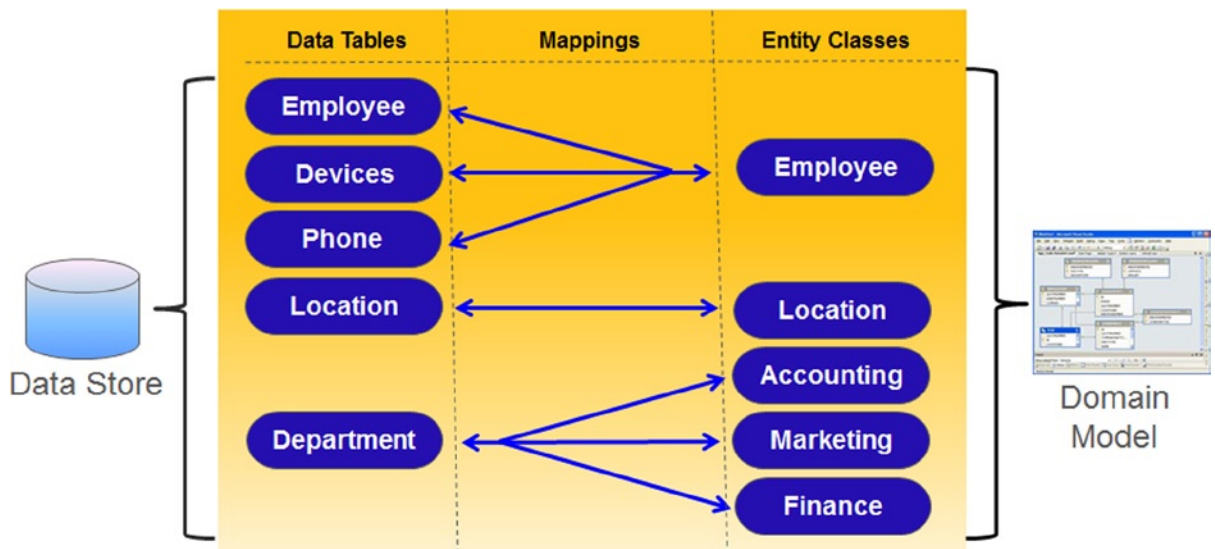 Data Tables
Mappings
Entity Classes
Employee
Devices
Employee
Phone
Location
Location
Accounting
Department
Marketing
Finance
Data Store
Domain
Model